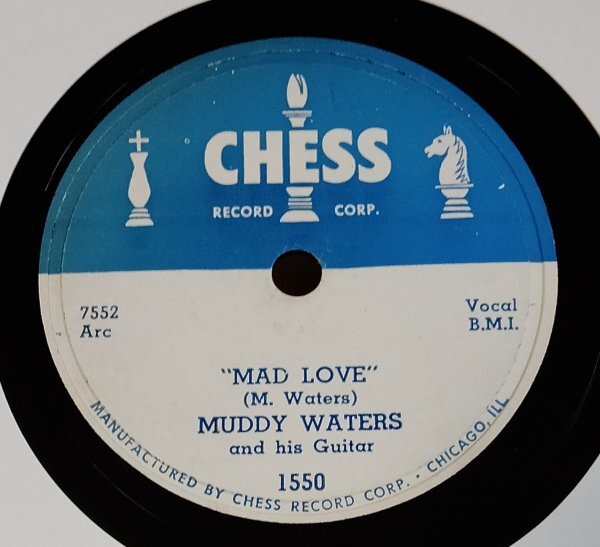 CHESS
RECORD CORP.
7552
Arc
Vocal
B.M.I.
"MAD LOVE"
(M. Waters)
MUDDY WATERS
and his Guitar
1550
MANUFACTURED BY CHESS RECORD CORP. • CHICAGO, ILL